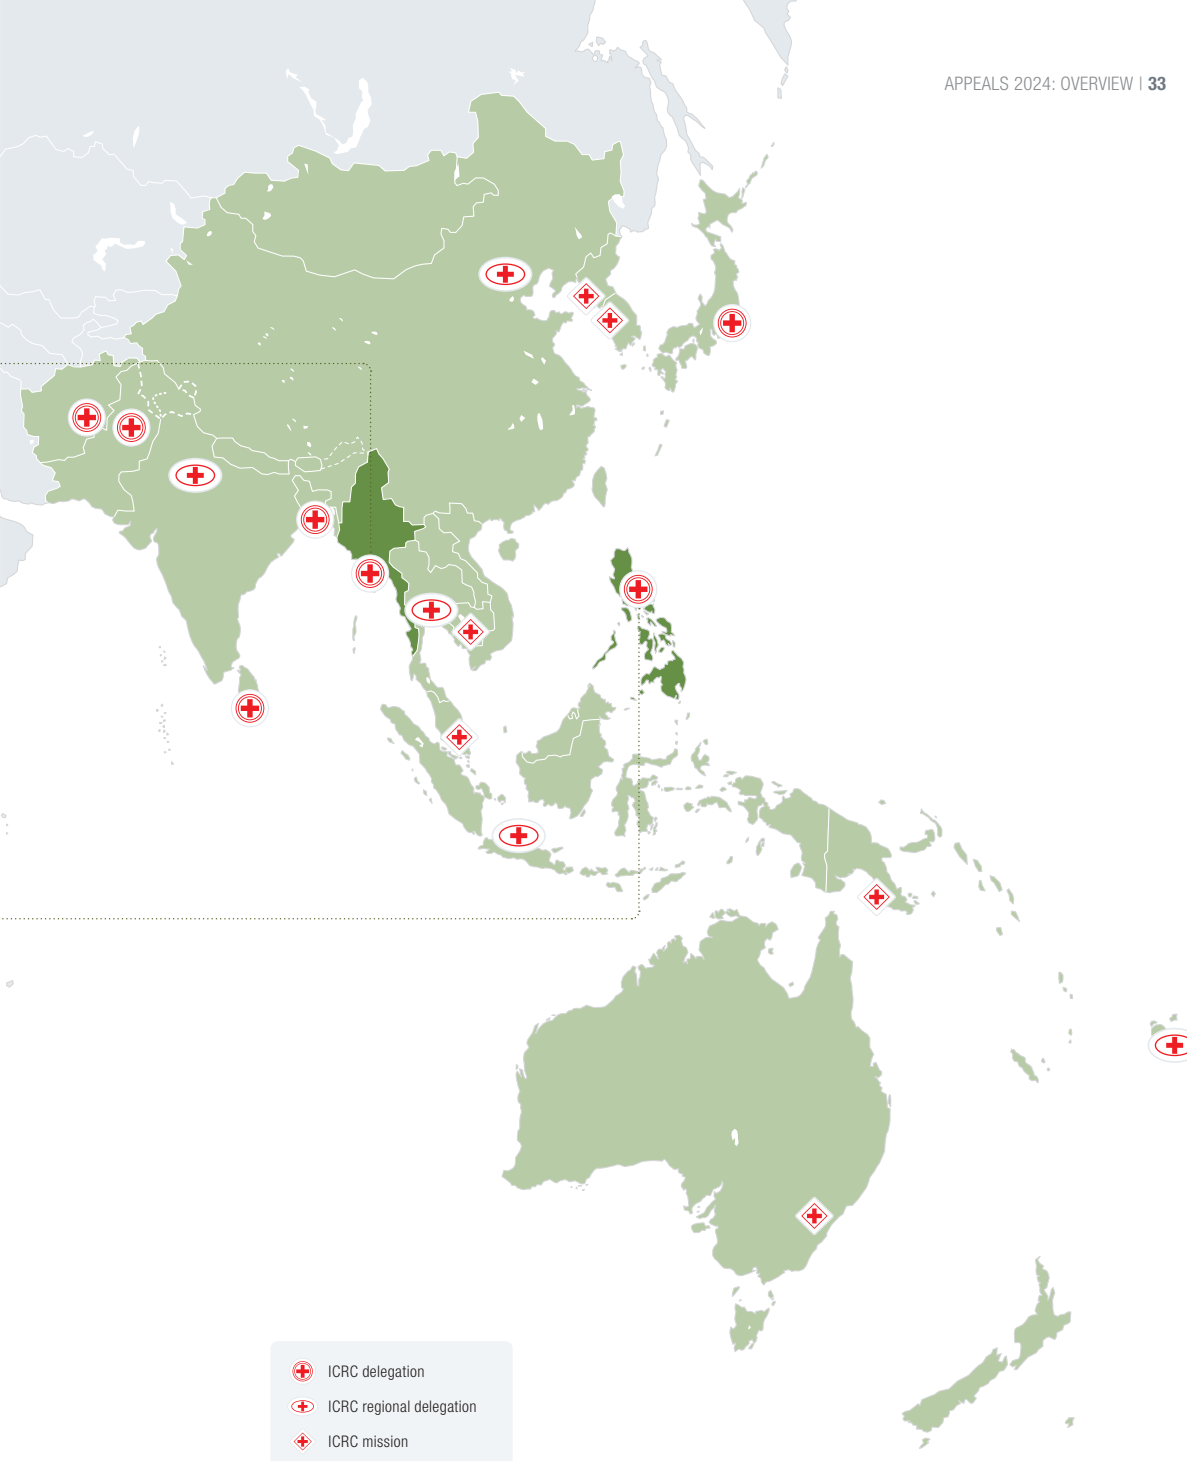 APPEALS 2024: OVERVIEW | 33
ICRC delegation
ICRC regional delegation
ICRC mission